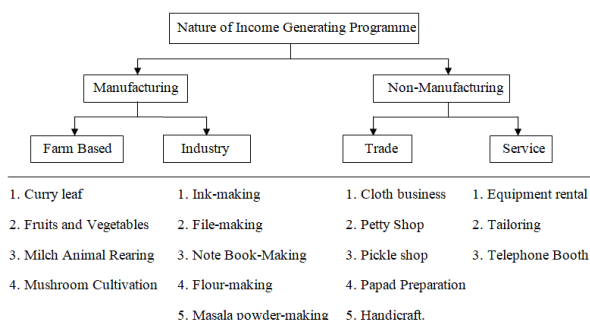 Nature of Income Generating Programme
Manufacturing
Non-Manufacturing
Farm Based
Industry
Trade
Service
1. Curry leaf
2. Fruits and Vegetables
3. Milch Animal Rearing
4. Mushroom Cultivation
1. Ink-making
2. File-making
3. Note Book-Making
4. Flour-making
5. Masala powder-making
1. Cloth business
2. Petty Shop
3. Pickle shop
4. Papad Preparation
5. Handicraft.
1. Equipment rental
2. Tailoring
3. Telephone Booth